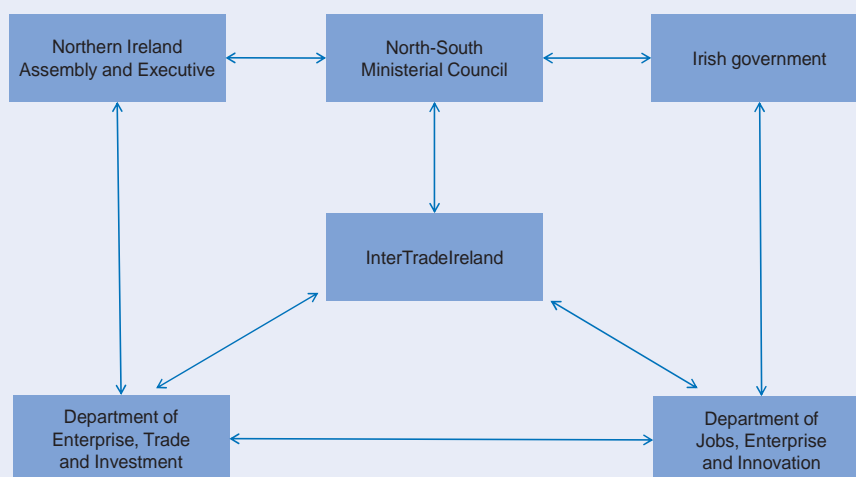 Northern Ireland
Assembly and Executive
North-South
Ministerial Council
Irish government
InterTradeIreland
Department of
Enterprise, Trade
and Investment
Department of
Jobs, Enterprise
and Innovation